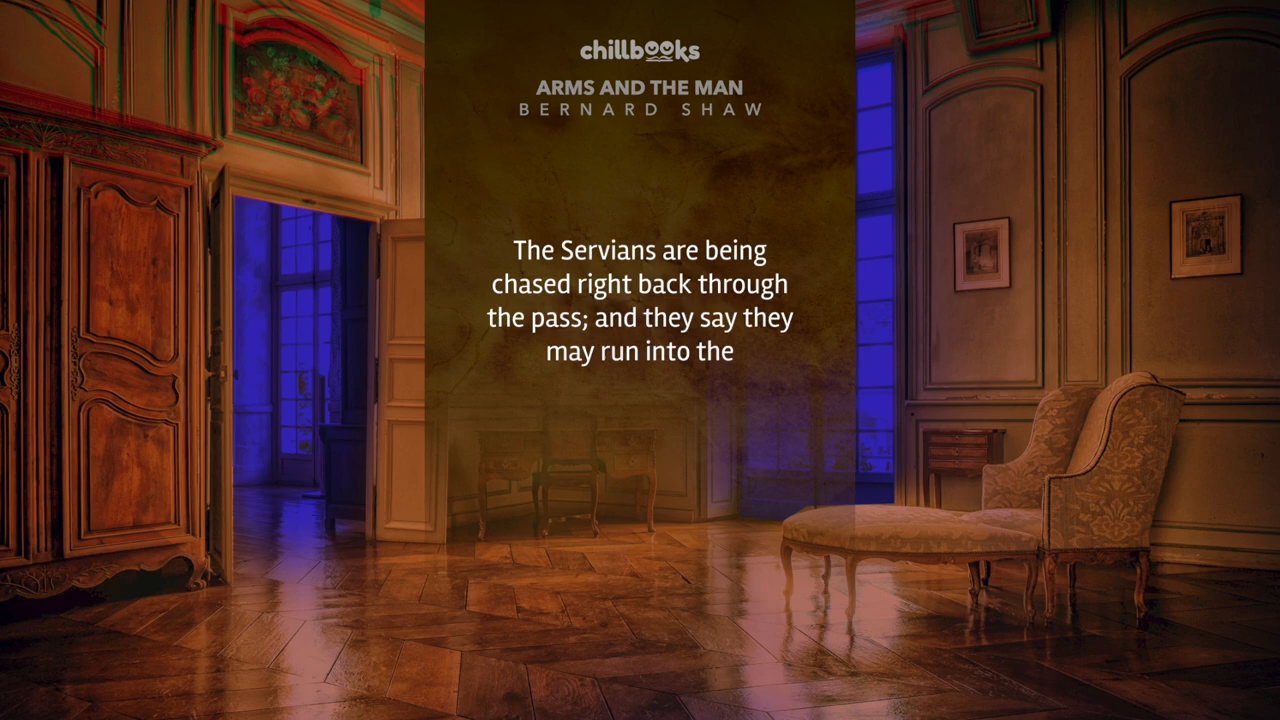 chillbooks
ARMS AND THE MAN
BERNARD SHAW
The Servians are being
chased right back through
the pass; and they say they
may run into the